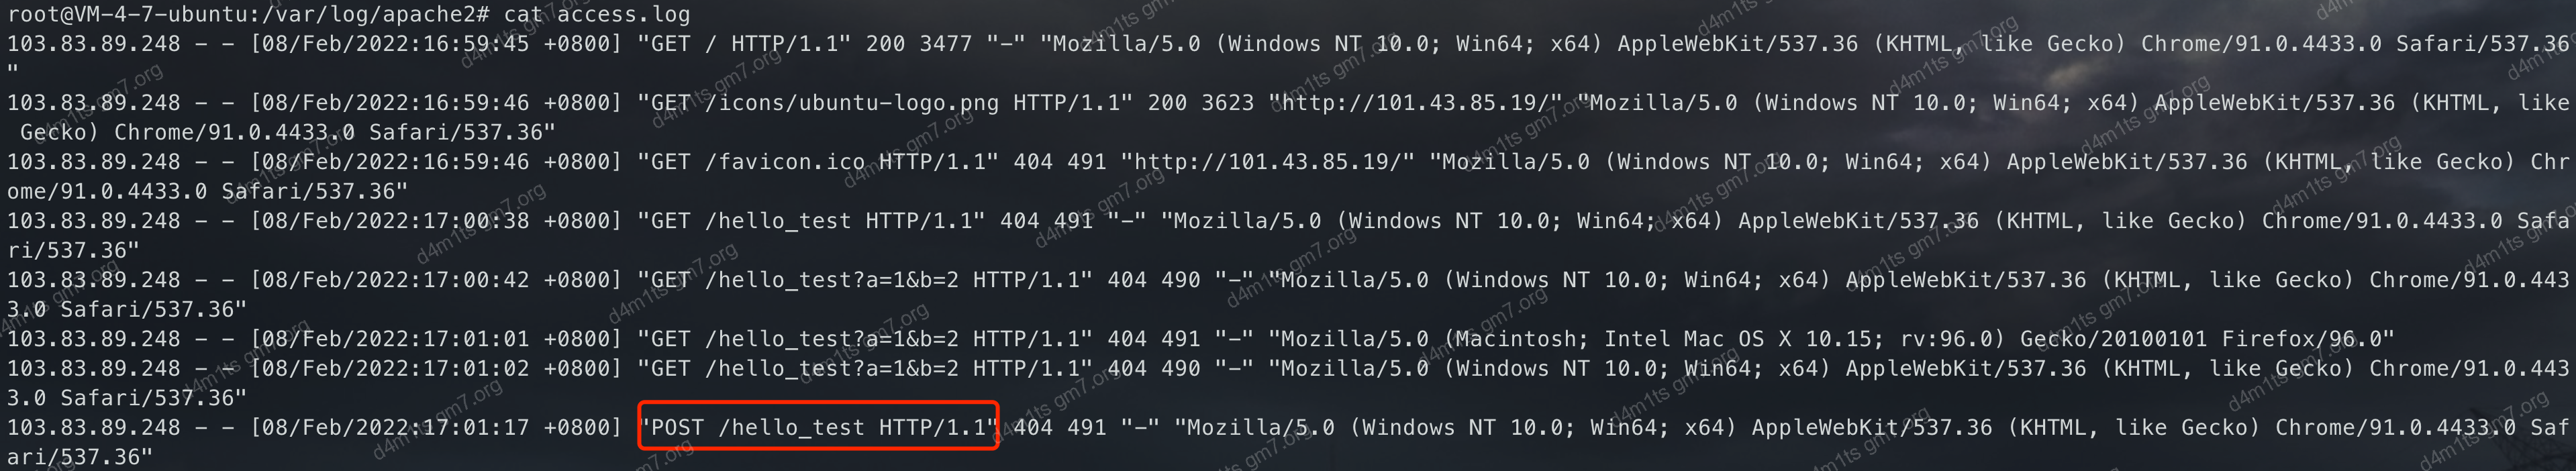 root@VM-4-7-ubuntu:/var/log/apache2# cat access.log
103.83.89.248 - - [08/Feb/2022:16:59:45 +0800] "GET / HTTP/1.1" 200 3477 "-" "Mozilla/5.0 (Windows NT 10.0; Win64; x64) AppleWebKit/537.36 (KHTML, like Gecko) Chrome/91.0.4433.0 Safari/537.36
"
103.83.89.248 - - [08/Feb/2022:16:59:46 +0800] "GET /icons/ubuntu-logo.png HTTP/1.1" 200 3623 "http://101.43.85.19/" "Mozilla/5.0 (Windows NT 10.0; Win64; x64) AppleWebKit/537.36 (KHTML, like
 Gecko) Chrome/91.0.4433.0 Safari/537.36"
103.83.89.248 - - [08/Feb/2022:16:59:46 +0800] "GET /favicon.ico HTTP/1.1" 404 491 "http://101.43.85.19/" "Mozilla/5.0 (Windows NT 10.0; Win64; x64) AppleWebKit/537.36 (KHTML, like Gecko) Chr
ome/91.0.4433.0 Safari/537.36"
103.83.89.248 - - [08/Feb/2022:17:00:38 +0800] "GET /hello_test HTTP/1.1" 404 491 "-" "Mozilla/5.0 (Windows NT 10.0; Win64; x64) AppleWebKit/537.36 (KHTML, like Gecko) Chrome/91.0.4433.0 Safa
ri/537.36"
103.83.89.248 - - [08/Feb/2022:17:00:42 +0800] "GET /hello_test?a=1&b=2 HTTP/1.1" 404 490 "-" "Mozilla/5.0 (Windows NT 10.0; Win64; x64) AppleWebKit/537.36 (KHTML, like Gecko) Chrome/91.0.443
3.0 Safari/537.36"
103.83.89.248 - - [08/Feb/2022:17:01:01 +0800] "GET /hello_test?a=1&b=2 HTTP/1.1" 404 491 "-" "Mozilla/5.0 (Macintosh; Intel Mac OS X 10.15; rv:96.0) Gecko/20100101 Firefox/96.0"
103.83.89.248 - - [08/Feb/2022:17:01:02 +0800] "GET /hello_test?a=1&b=2 HTTP/1.1" 404 490 "-" "Mozilla/5.0 (Windows NT 10.0; Win64; x64) AppleWebKit/537.36 (KHTML, like Gecko) Chrome/91.0.443
3.0 Safari/537.36"
103.83.89.248 - - [08/Feb/2022:17:01:17 +0800] "POST /hello_test HTTP/1.1" 404 491 "-" "Mozilla/5.0 (Windows NT 10.0; Win64; x64) AppleWebKit/537.36 (KHTML, like Gecko) Chrome/91.0.4433.0 Saf
ari/537.36"
d4m1ts gm7.org